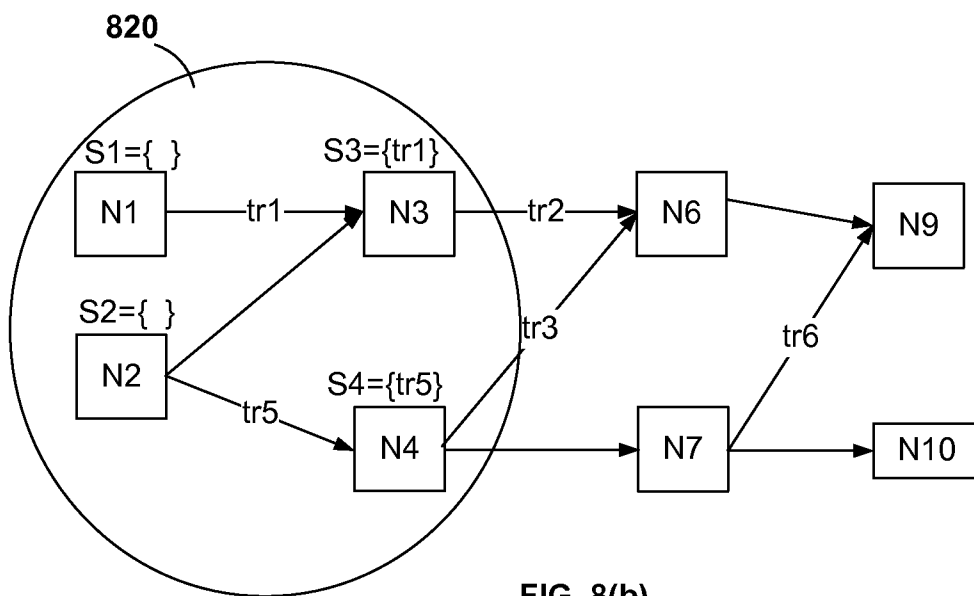 820
S1={ }
S3={tr1}
N1
tr1
N3
tr2
N6
N9
S2={ }
tr3
tr6
N2
S4={tr5}
tr5
N4
N7
N10
FIG. 8(b)